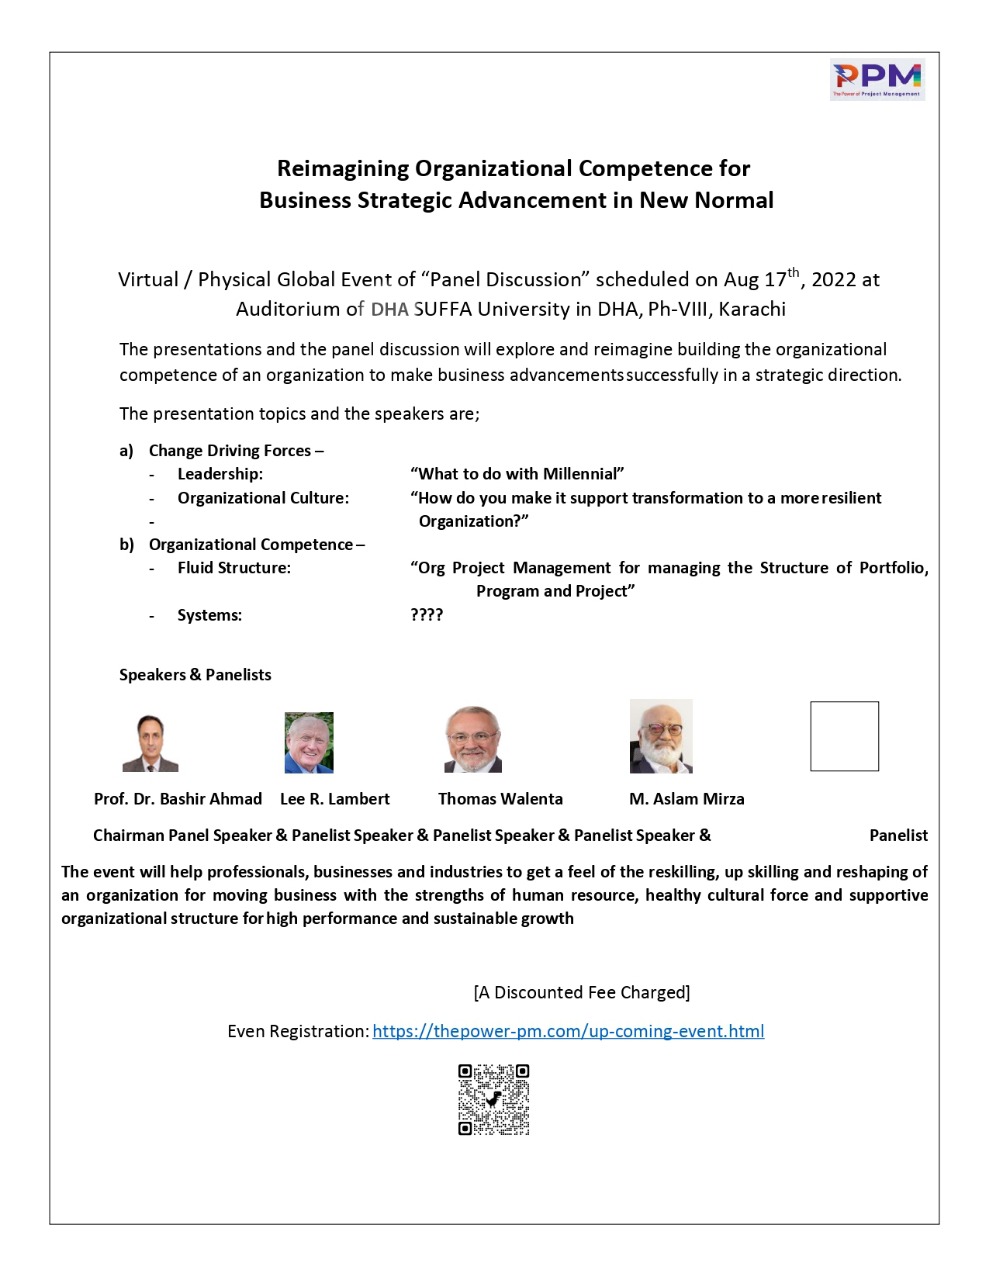 PPM
The Power of Project Management
Reimagining Organizational Competence for
Business Strategic Advancement in New Normal
Virtual / Physical Global Event of “Panel Discussion” scheduled on Aug 17th, 2022 at
Auditorium of DHA SUFFA University in DHA, Ph-VIII, Karachi
The presentations and the panel discussion will explore and reimagine building the organizational
competence of an organization to make business advancements successfully in a strategic direction.
The presentation topics and the speakers are;
a) Change Driving Forces –
- Leadership: “What to do with Millennial”
- Organizational Culture: “How do you make it support transformation to a more resilient
- Organization?”
b) Organizational Competence –
- Fluid Structure: “Org Project Management for managing the Structure of Portfolio,
Program and Project”
- Systems: ????
Speakers & Panelists
Prof. Dr. Bashir Ahmad Lee R. Lambert Thomas Walenta M. Aslam Mirza
Chairman Panel Speaker & Panelist Speaker & Panelist Speaker & Panelist Speaker & Panelist
The event will help professionals, businesses and industries to get a feel of the reskilling, up skilling and reshaping of
an organization for moving business with the strengths of human resource, healthy cultural force and supportive
organizational structure for high performance and sustainable growth
[A Discounted Fee Charged]
Even Registration: https://thepower-pm.com/up-coming-event.html